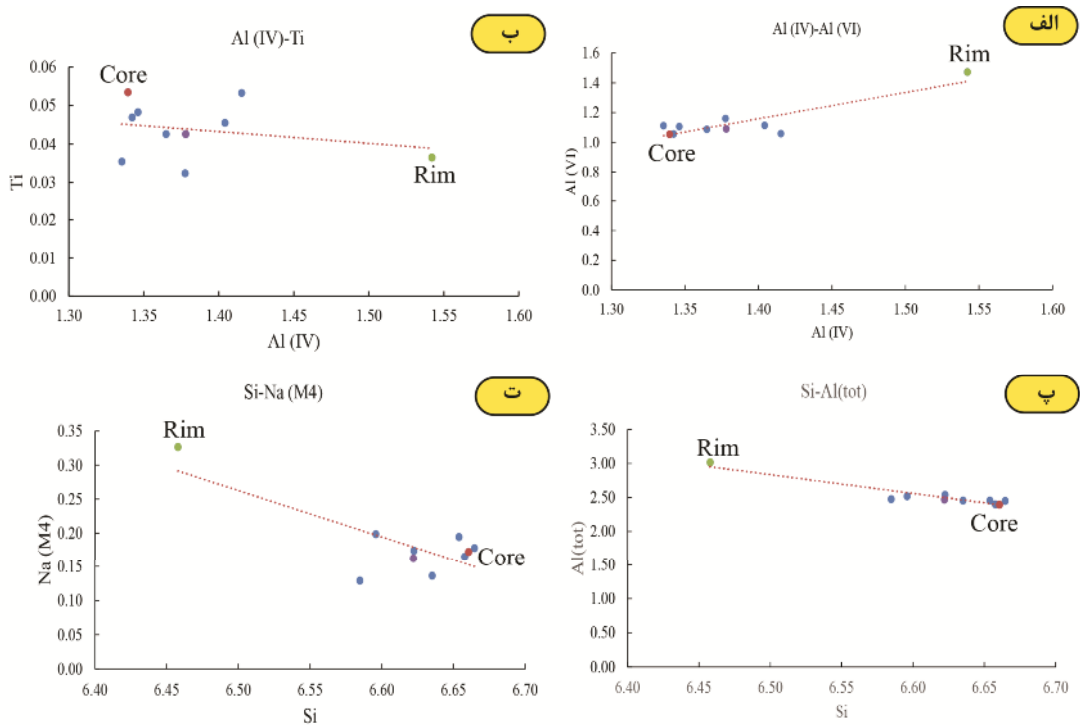 الف
Al (IV)-Al (VI)
1.6
1.4
1.2
1.0
0.8
0.6
0.4
0.2
0.0
Al (VI)
Core
Rim
1.30
1.35
1.40
1.45
1.50
1.55
1.60
Al (IV)
ب
Al (IV)-Ti
0.06
0.05
0.04
0.03
0.02
0.01
0.00
Ti
Core
Rim
1.30
1.35
1.40
1.45
1.50
1.55
1.60
Al (IV)
پ
Si-Al(tot)
3.50
3.00
2.50
2.00
1.50
1.00
0.50
0.00
Al(tot)
Rim
Core
6.40
6.45
6.50
6.55
6.60
6.65
6.70
Si
ت
Si-Na (M4)
0.35
0.30
0.25
0.20
0.15
0.10
0.05
0.00
Na (M4)
Rim
Core
6.40
6.45
6.50
6.55
6.60
6.65
6.70
Si